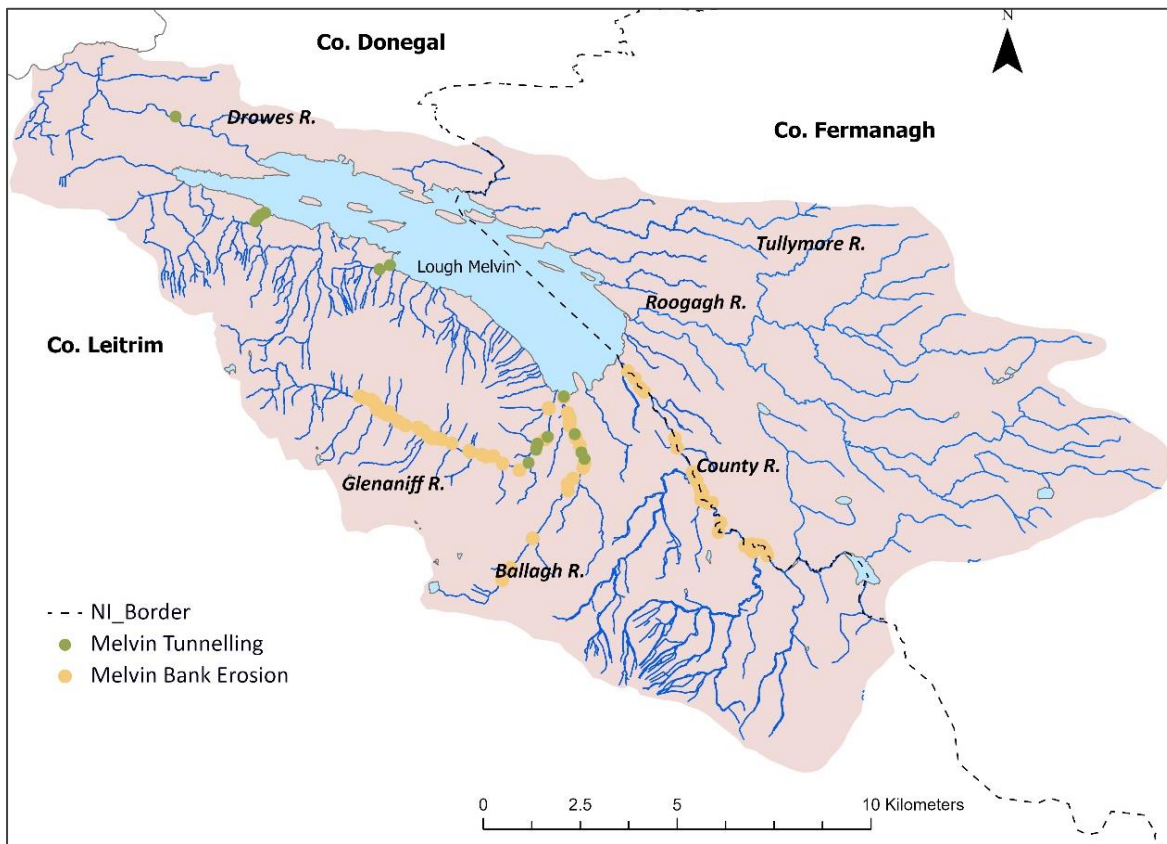 N
Co. Donegal
Co. Fermanagh
Drowes R.
Tullymore R.
Lough Melvin
Roogagh R.
Co. Leitrim
County R.
Glenaniff R.
Ballagh R.
NI_Border
Melvin Tunnelling
Melvin Bank Erosion
0 2.5 5 10 Kilometers